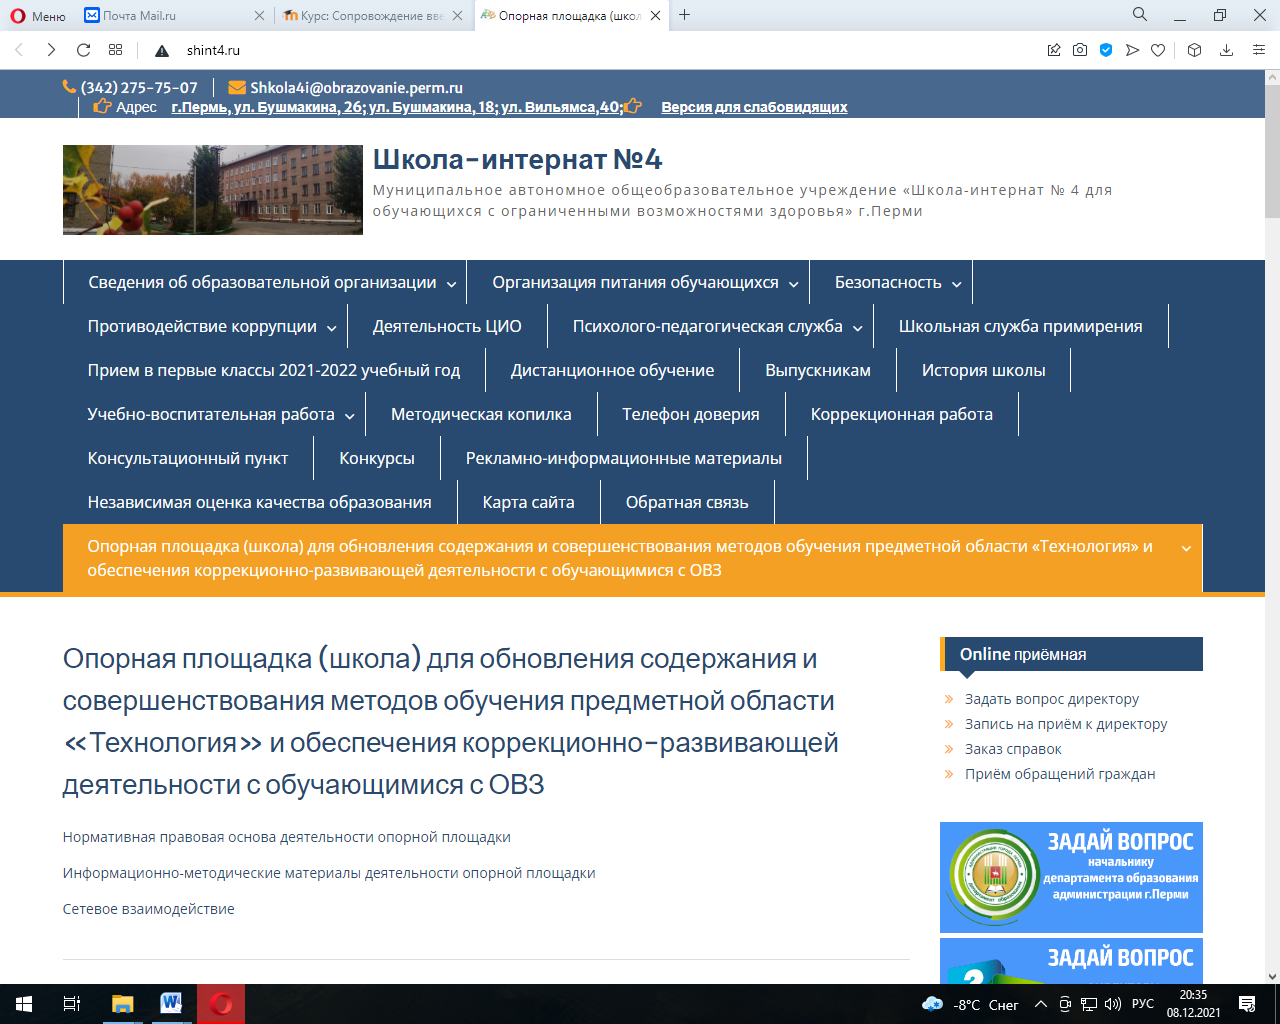 Меню
Почта Mail.ru
Курс: Сопровождение вве
Опорная площадка (школ
shint4.ru
(342) 275-75-07
Shkola4i@obrazovanie.perm.ru
Адрес г.Пермь, ул. Бушмакина, 26; ул. Бушмакина, 18; ул. Вильямса,40;
Версия для слабовидящих
Школа-интернат №4
Муниципальное автономное общеобразовательное учреждение «Школа-интернат № 4 для
обучающихся с ограниченными возможностями здоровья» г.Перми
Сведения об образовательной организации
Организация питания обучающихся
Безопасность
Противодействие коррупции
Деятельность ЦИО
Психолого-педагогическая служба
Школьная служба примирения
Прием в первые классы 2021-2022 учебный год
Дистанционное обучение
Выпускникам
История школы
Учебно-воспитательная работа
Методическая копилка
Телефон доверия
Коррекционная работа
Консультационный пункт
Конкурсы
Рекламно-информационные материалы
Независимая оценка качества образования
Карта сайта
Обратная связь
Опорная площадка (школа) для обновления содержания и совершенствования методов обучения предметной области «Технология» и
обеспечения коррекционно-развивающей деятельности с обучающимися с ОВЗ
Опорная площадка (школа) для обновления содержания и
совершенствования методов обучения предметной области
«Технология» и обеспечения коррекционно-развивающей
деятельности с обучающимися с ОВЗ
Нормативная правовая основа деятельности опорной площадки
Информационно-методические материалы деятельности опорной площадки
Сетевое взаимодействие
Online приёмная
Задать вопрос директору
Запись на приём к директору
Заказ справок
Приём обращений граждан
ЗАДАЙ ВОПРОС
начальнику
департамента образования
администрации г.Перми
ЗАДАЙ ВОПРОС
-8°C Снег
РУС
20:35
08.12.2021